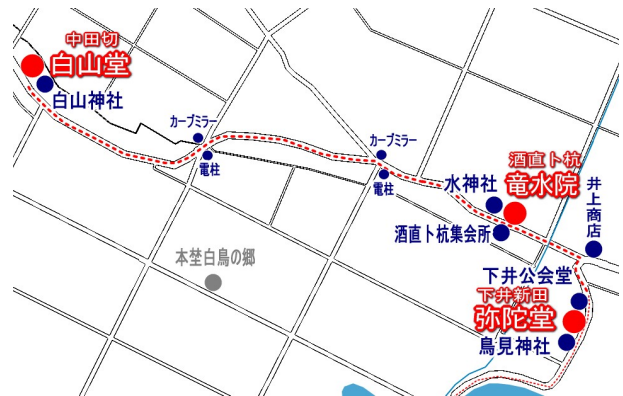 中田切
白山堂
白山神社
カーブミラー
電柱
カーブミラー
電柱
酒直卜杭
竜水院
水神社
井上商店
酒直卜杭集会所
本埜白鳥の郷
下井公会堂
下井新田
弥陀堂
鳥見神社